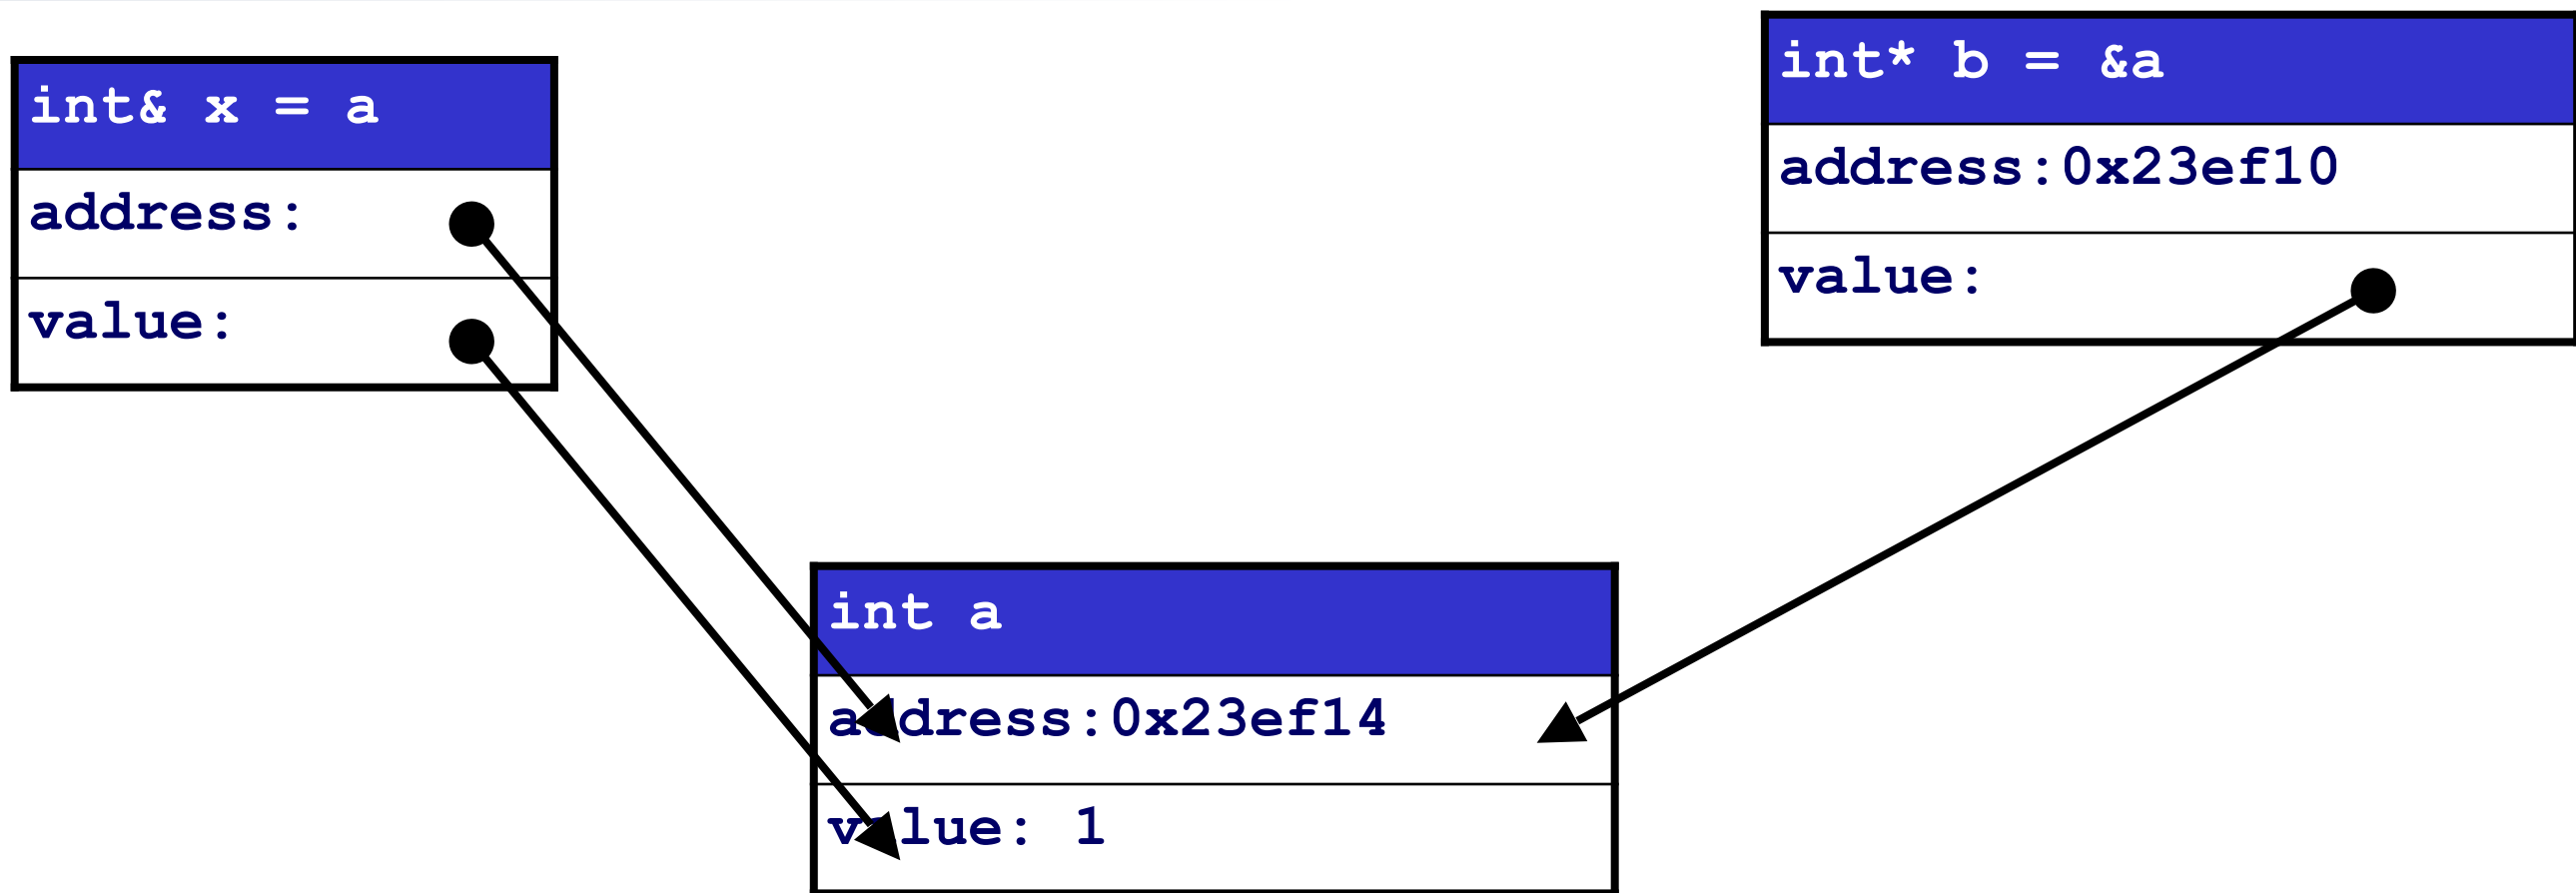 int& x = a
address:
value:
int* b = &a
address:0x23ef10
value:
int a
address:0x23ef14
value: 1